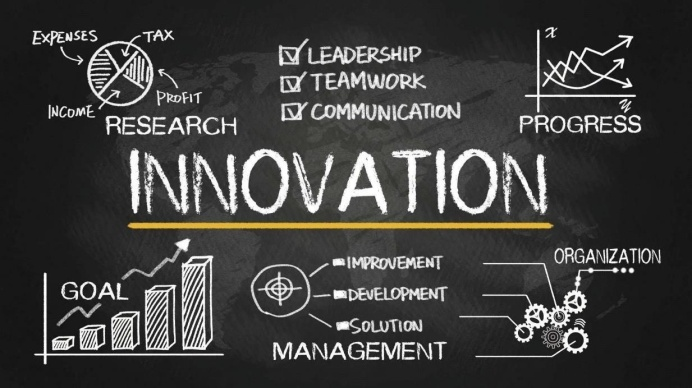 EXPENSES
TAX
INCOME
PROFIT
RESEARCH
LEADERSHIP
TEAMWORK
COMMUNICATION
x
y
PROGRESS
INNOVATION
GOAL
IMPROVEMENT
DEVELOPMENT
SOLUTION
MANAGEMENT
ORGANIZATION